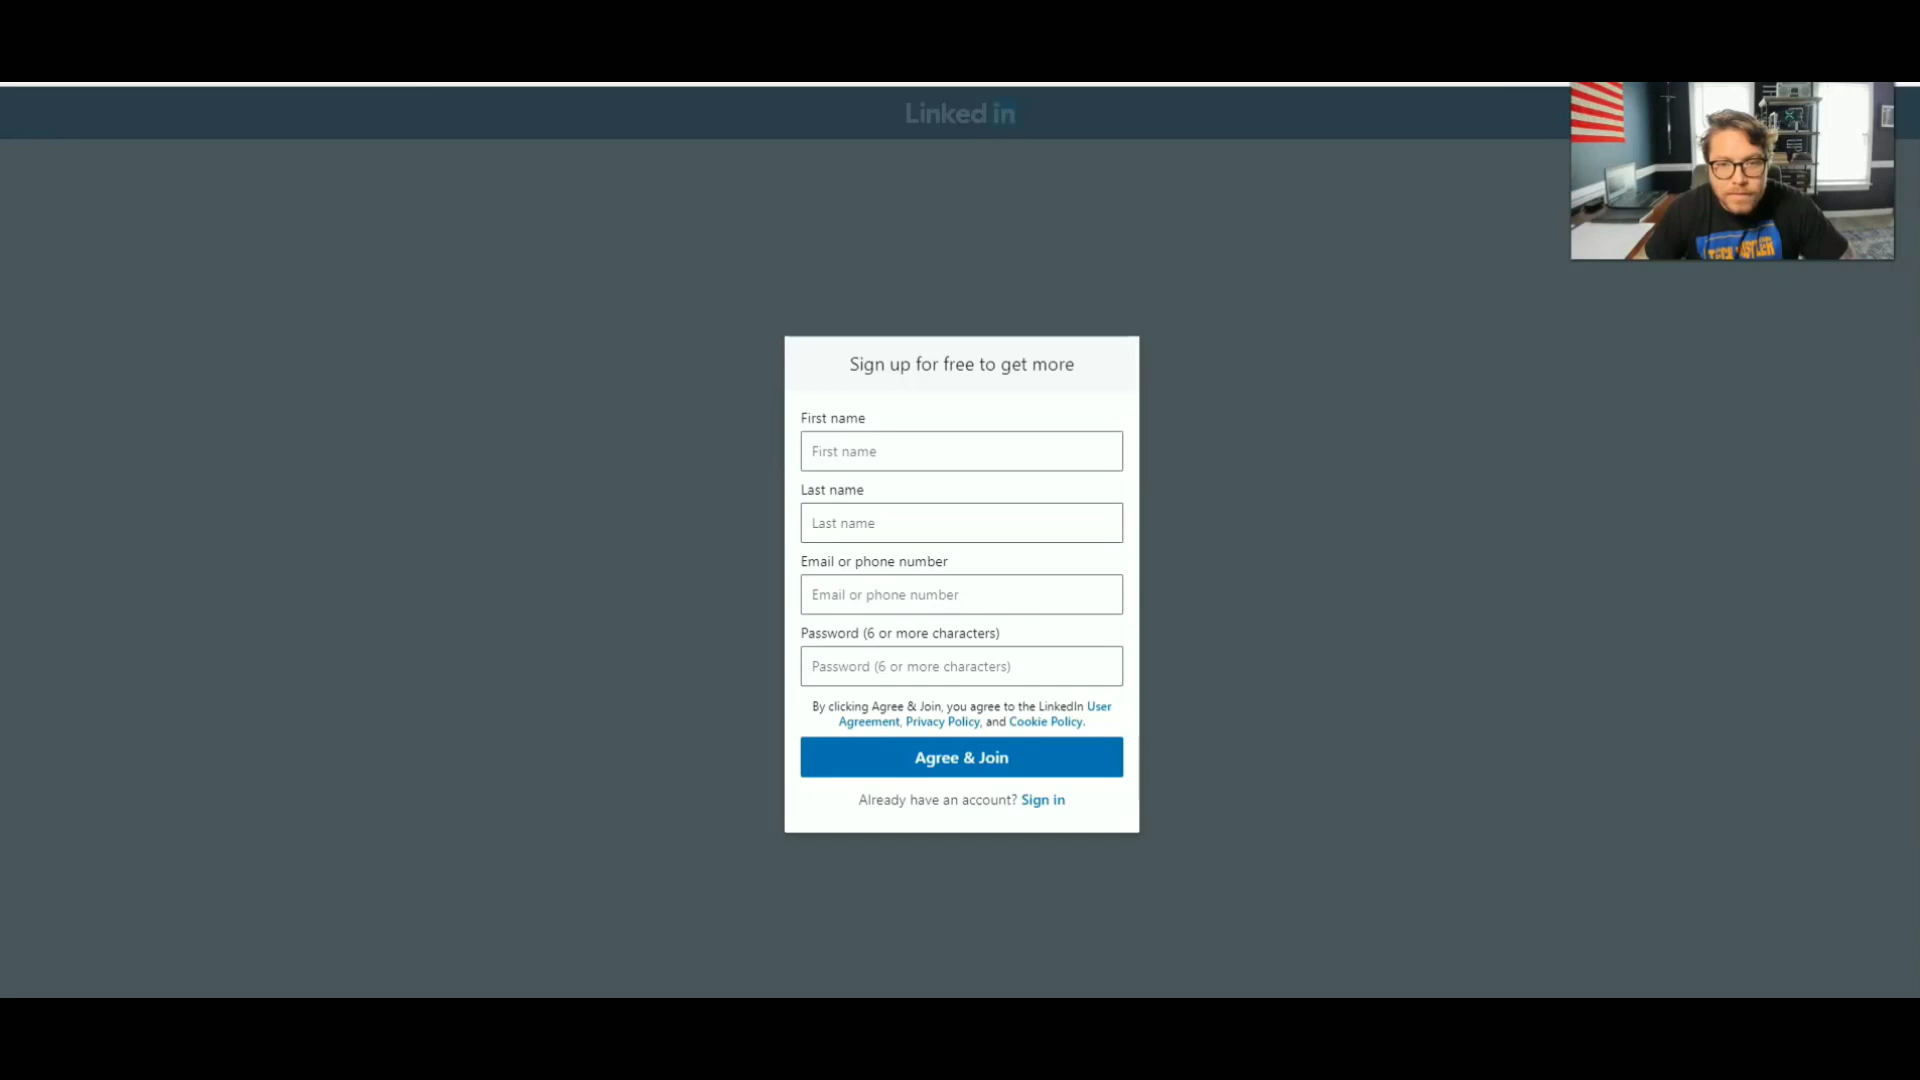 Linked in
Sign up for free to get more
First name
First name
Last name
Last name
Email or phone number
Email or phone number
Password (6 or more characters)
Password (6 or more characters)
By clicking Agree & Join, you agree to the LinkedIn User
Agreement, Privacy Policy, and Cookie Policy.
Agree & Join
Already have an account? Sign in